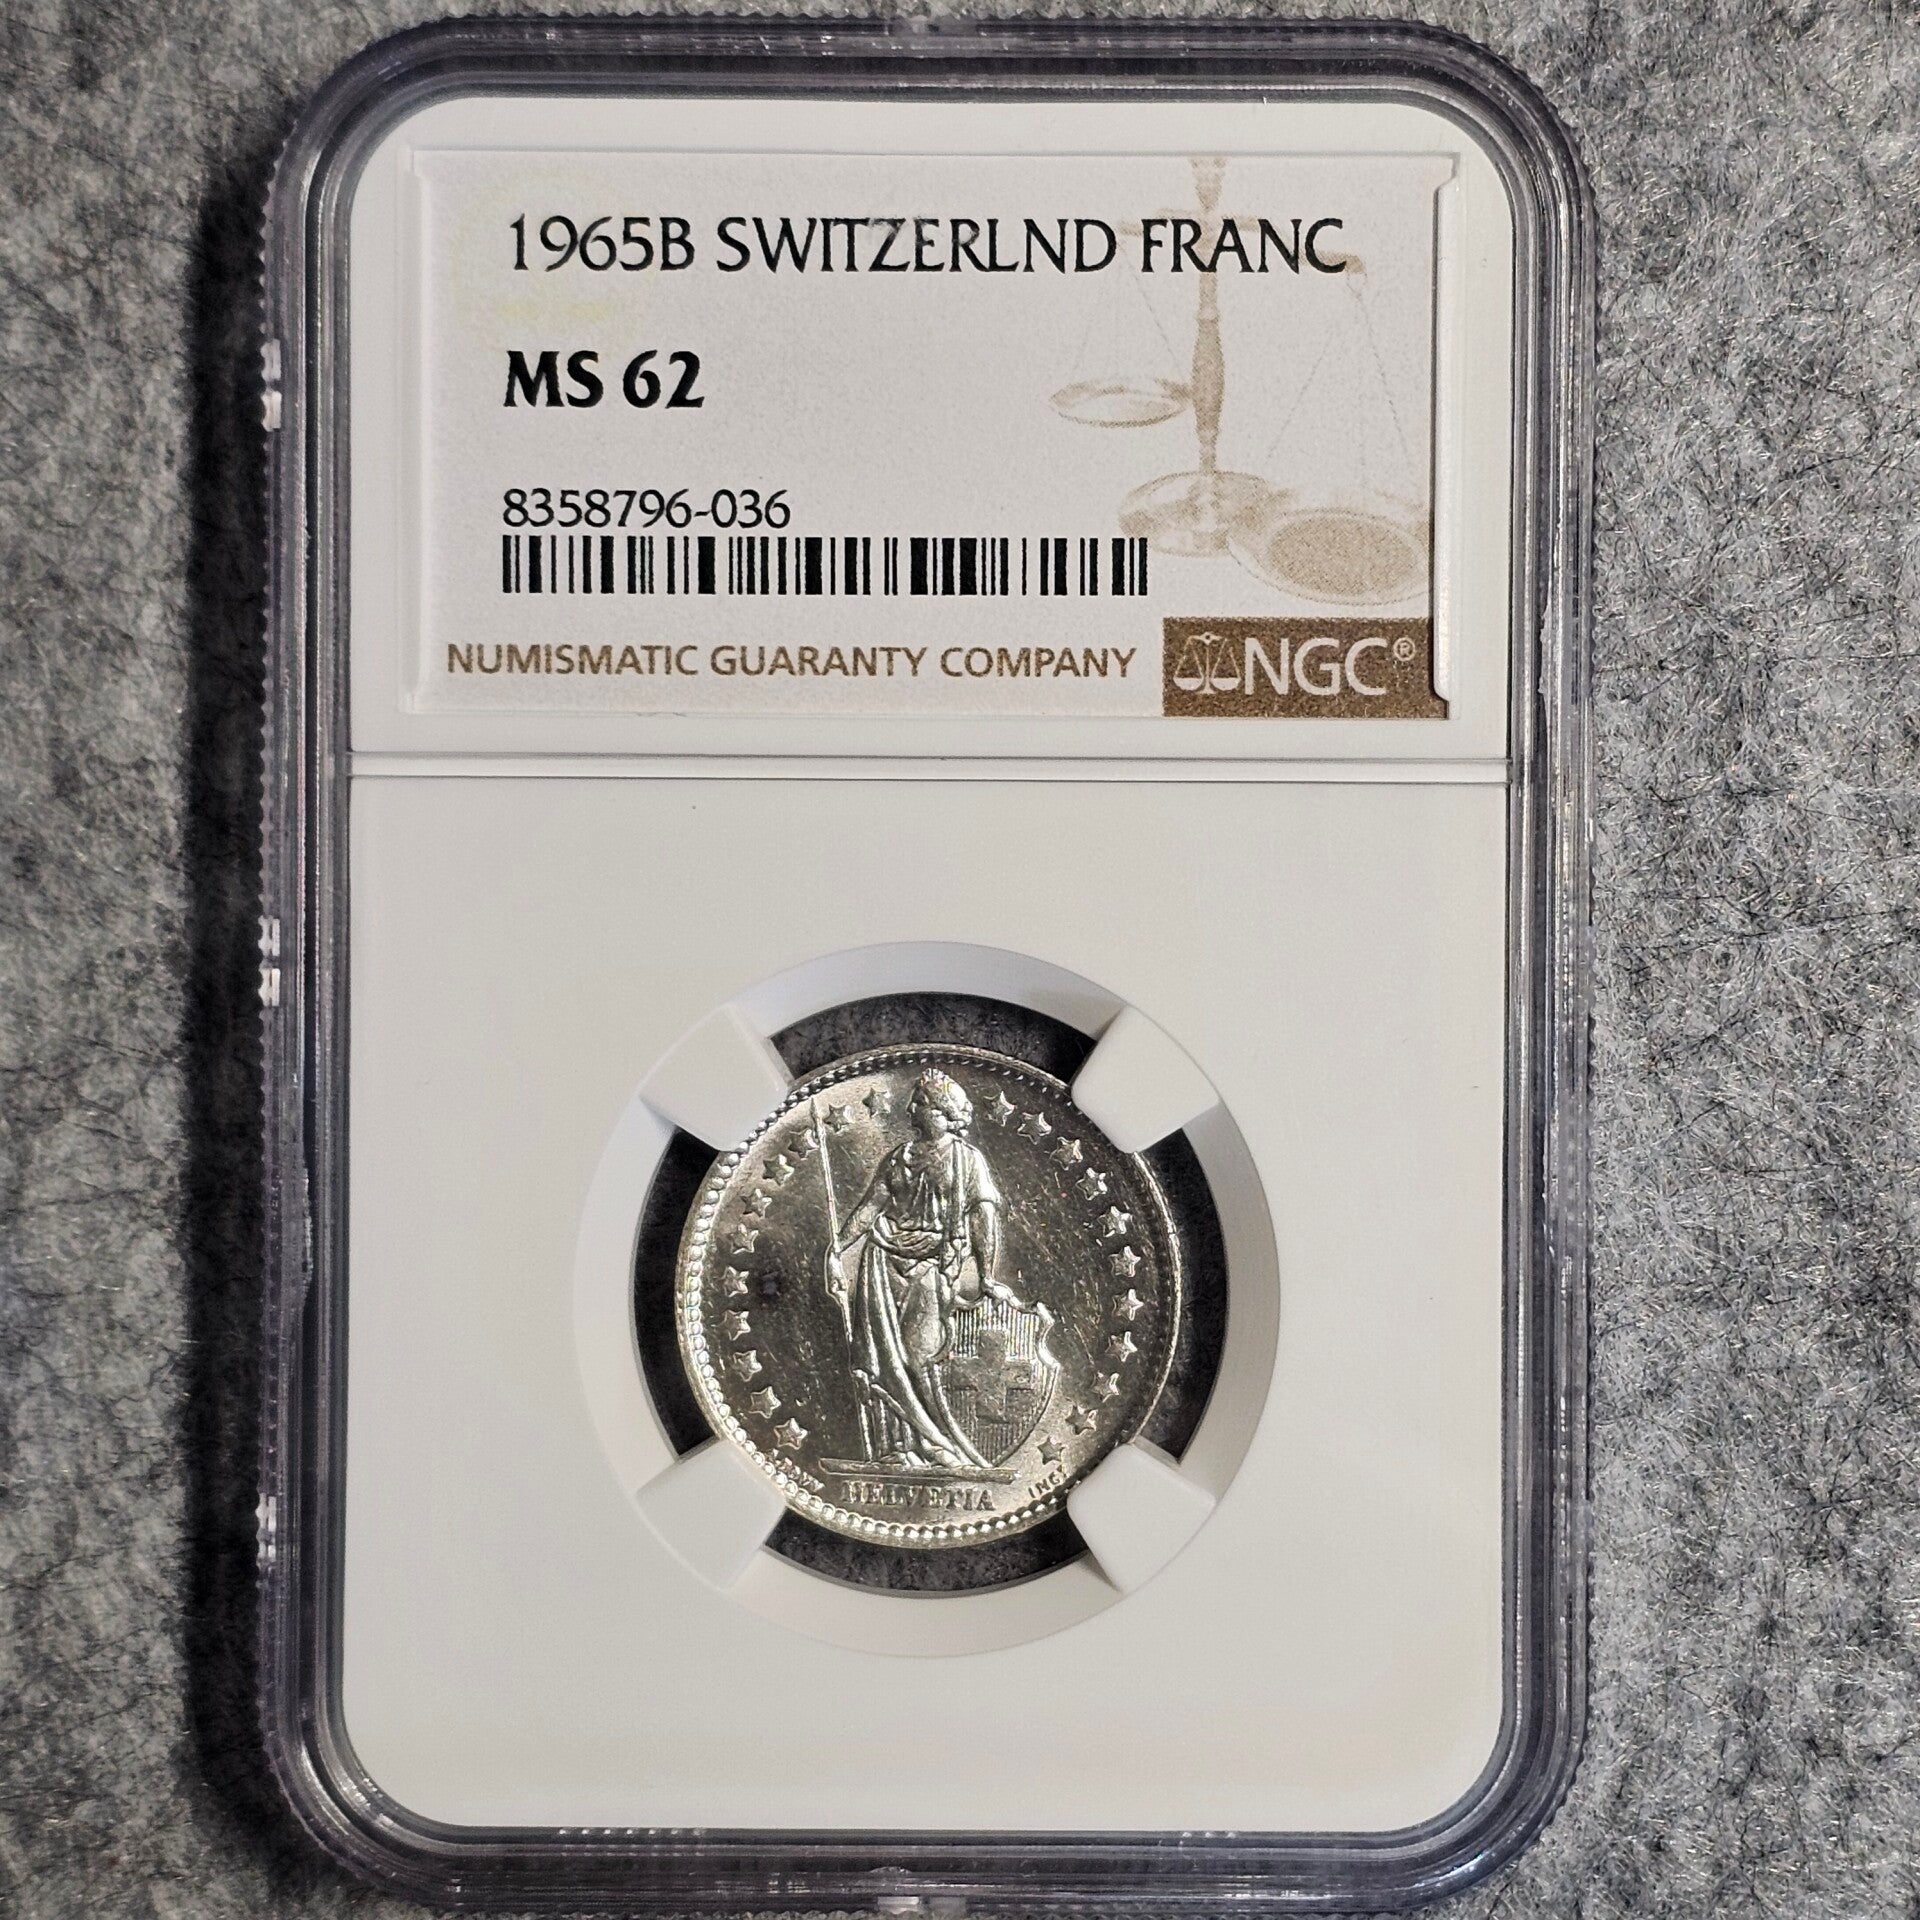 1965B SWITZERLND FRANC
MS 62
8358796-036
NUMISMATIC GUARANTY COMPANY NGC®
HELVETIA